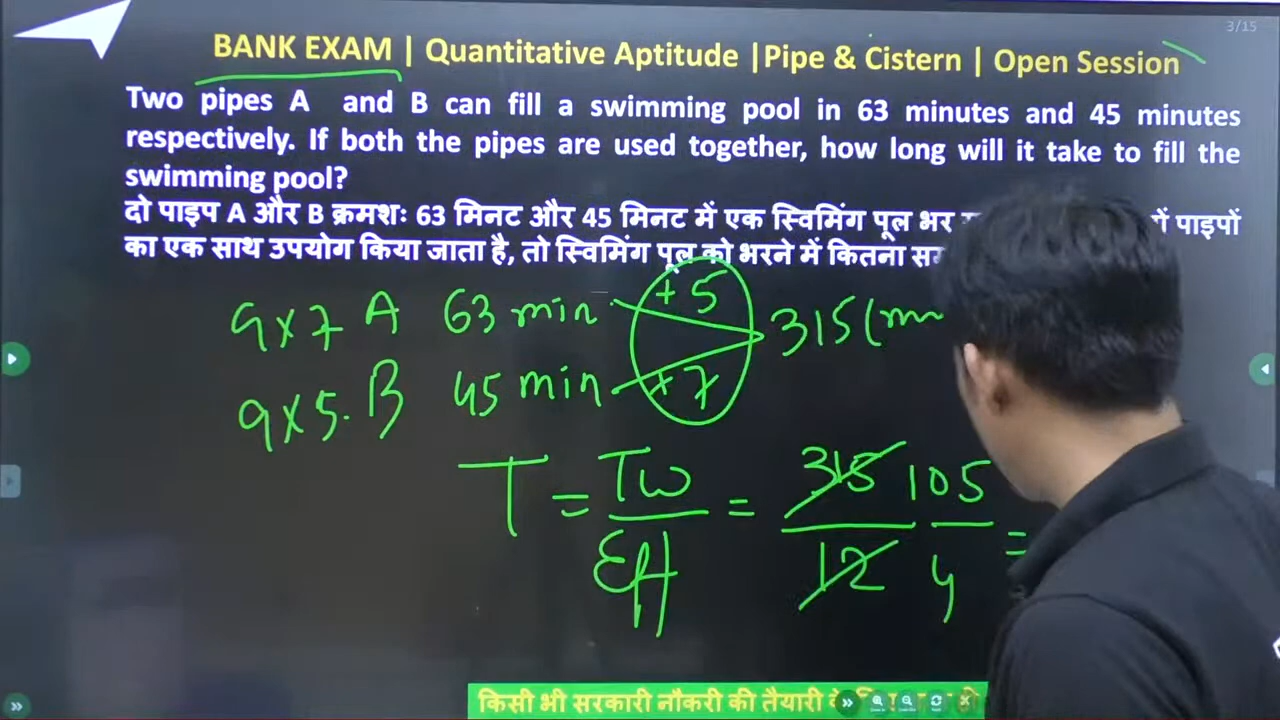 3/15
BANK EXAM | Quantitative Aptitude |Pipe & Cistern | Open Session
Two pipes A and B can fill a swimming pool in 63 minutes and 45 minutes
respectively. If both the pipes are used together, how long will it take to fill the
swimming pool?
दो पाइप A और B क्रमशः 63 मिनट और 45 मिनट में एक स्विमिंग पूल भर पाइपों
का एक साथ उपयोग किया जाता है, तो स्विमिंग पूल को भरने में कितना
9x7 A 63 min +5 315
9x5. B 45 min +7
T = TW/Eff = 315/12 105/4 =
किसी भी सरकारी नौकरी की तैयारी